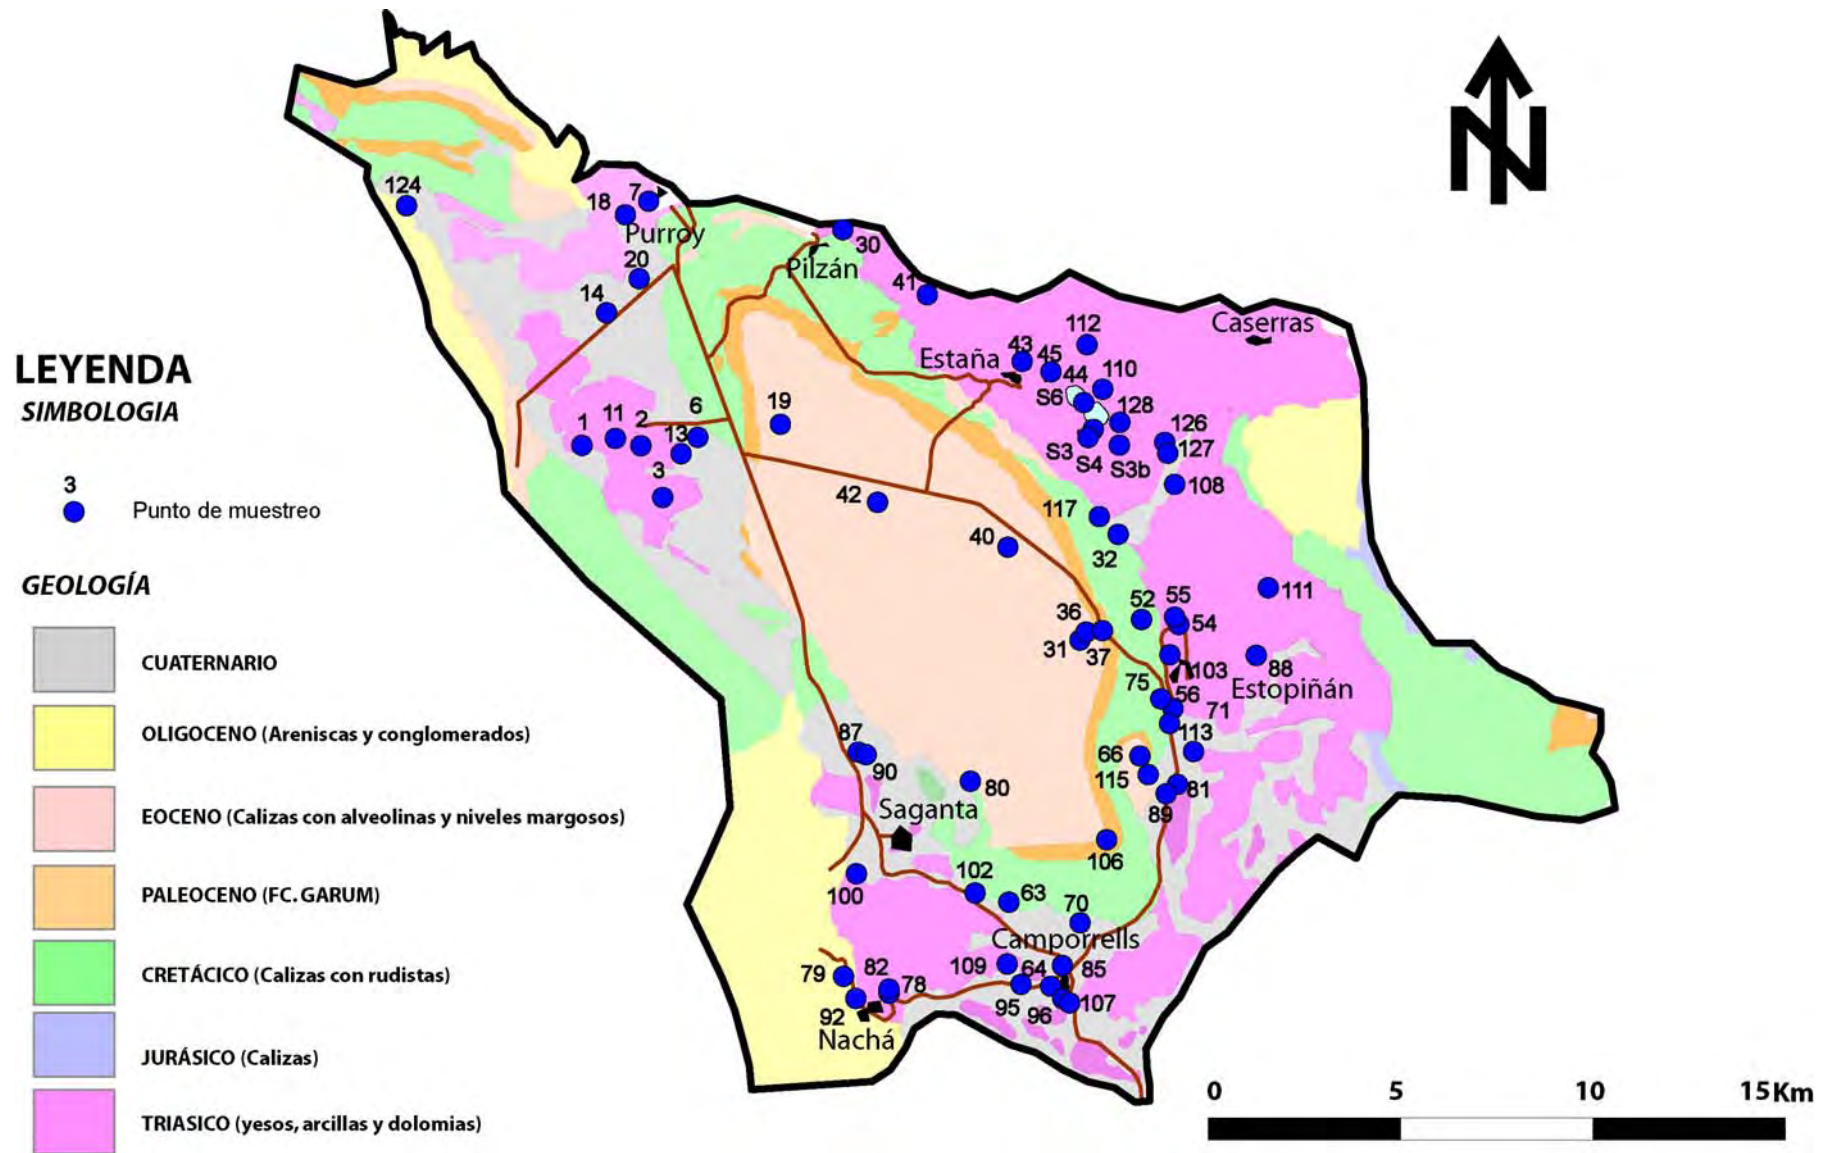 N
124
18
7
Purroy
20
14
30
Pilzán
41
Caserras
112
43
45
Estaña
44
110
S6
128
126
127
S3
S4
S3b
108
19
6
1
11
2
13
3
42
40
117
32
111
52
55
54
36
31
37
103
88
Estopiñán
75
56
71
113
66
115
81
89
87
90
80
Saganta
106
100
102
63
70
Camporrells
109
64
85
79
82
78
95
96
107
92
Nachá
LEYENDA
SIMBOLOGIA
3
Punto de muestreo
GEOLOGÍA
CUATERNARIO
OLIGOCENO (Areniscas y conglomerados)
EOCENO (Calizas con alveolinas y niveles margosos)
PALEOCENO (FC. GARUM)
CRETÁCICO (Calizas con rudistas)
JURÁSICO (Calizas)
TRIASICO (yesos, arcillas y dolomias)
0 5 10 15 Km